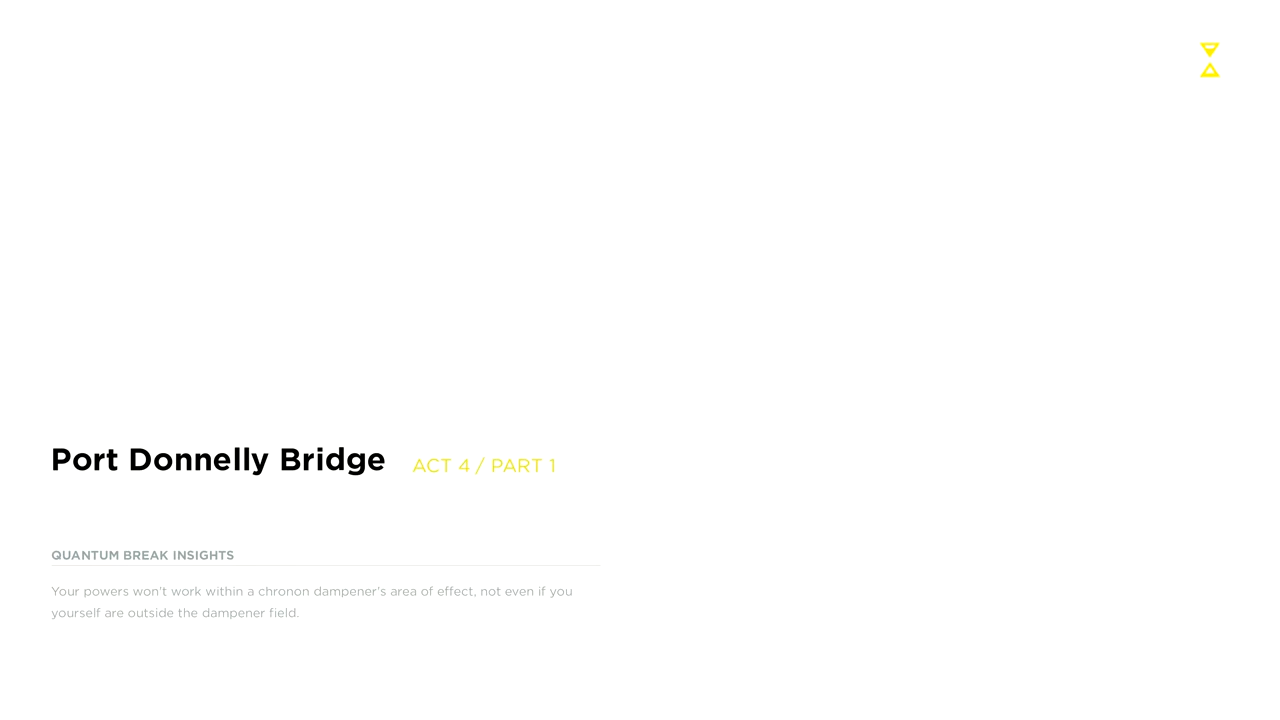 Port Donnelly Bridge ACT 4 / PART 1
QUANTUM BREAK INSIGHTS
Your powers won't work within a chronon dampener's area of effect, not even if you
yourself are outside the dampener field.